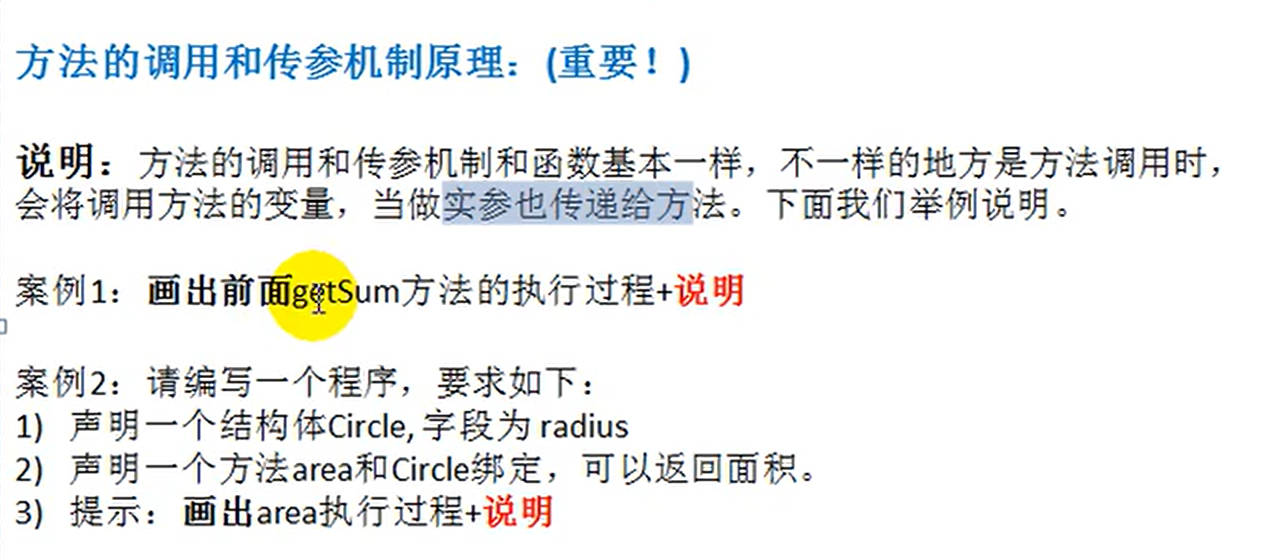 方法的调用和传参机制原理：(重要！)
说明：方法的调用和传参机制和函数基本一样，不一样的地方是方法调用时，
会将调用方法的变量，当做实参也传递给方法。下面我们举例说明。
案例1：画出前面getSum方法的执行过程+说明
案例2：请编写一个程序，要求如下：
1) 声明一个结构体Circle, 字段为 radius
2) 声明一个方法area和Circle绑定，可以返回面积。
3) 提示：画出area执行过程+说明